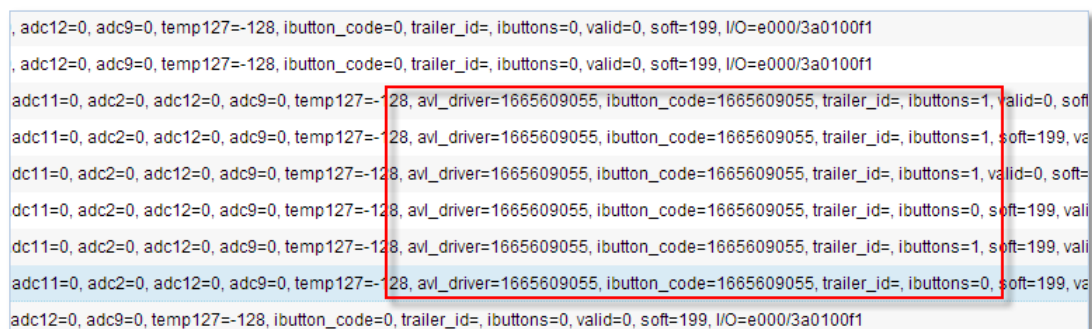 , adc12=0, adc9=0, temp127=-128, ibutton_code=0, trailer_id=, ibuttons=0, valid=0, soft=199, I/O=e000/3a0100f1
, adc12=0, adc9=0, temp127=-128, ibutton_code=0, trailer_id=, ibuttons=0, valid=0, soft=199, I/O=e000/3a0100f1
adc11=0, adc2=0, adc12=0, adc9=0, temp127=-128, avl_driver=1665609055, ibutton_code=1665609055, trailer_id=, ibuttons=1, valid=0, soft
adc11=0, adc2=0, adc12=0, adc9=0, temp127=-128, avl_driver=1665609055, ibutton_code=1665609055, trailer_id=, ibuttons=1, soft=199, va
dc11=0, adc2=0, adc12=0, adc9=0, temp127=-128, avl_driver=1665609055, ibutton_code=1665609055, trailer_id=, ibuttons=1, valid=0, soft=
dc11=0, adc2=0, adc12=0, adc9=0, temp127=-128, avl_driver=1665609055, ibutton_code=1665609055, trailer_id=, ibuttons=0, soft=199, vali
dc11=0, adc2=0, adc12=0, adc9=0, temp127=-128, avl_driver=1665609055, ibutton_code=1665609055, trailer_id=, ibuttons=1, soft=199, vali
adc11=0, adc2=0, adc12=0, adc9=0, temp127=-128, avl_driver=1665609055, ibutton_code=1665609055, trailer_id=, ibuttons=0, soft=199, va
adc12=0, adc9=0, temp127=-128, ibutton_code=0, trailer_id=, ibuttons=0, valid=0, soft=199, I/O=e000/3a0100f1